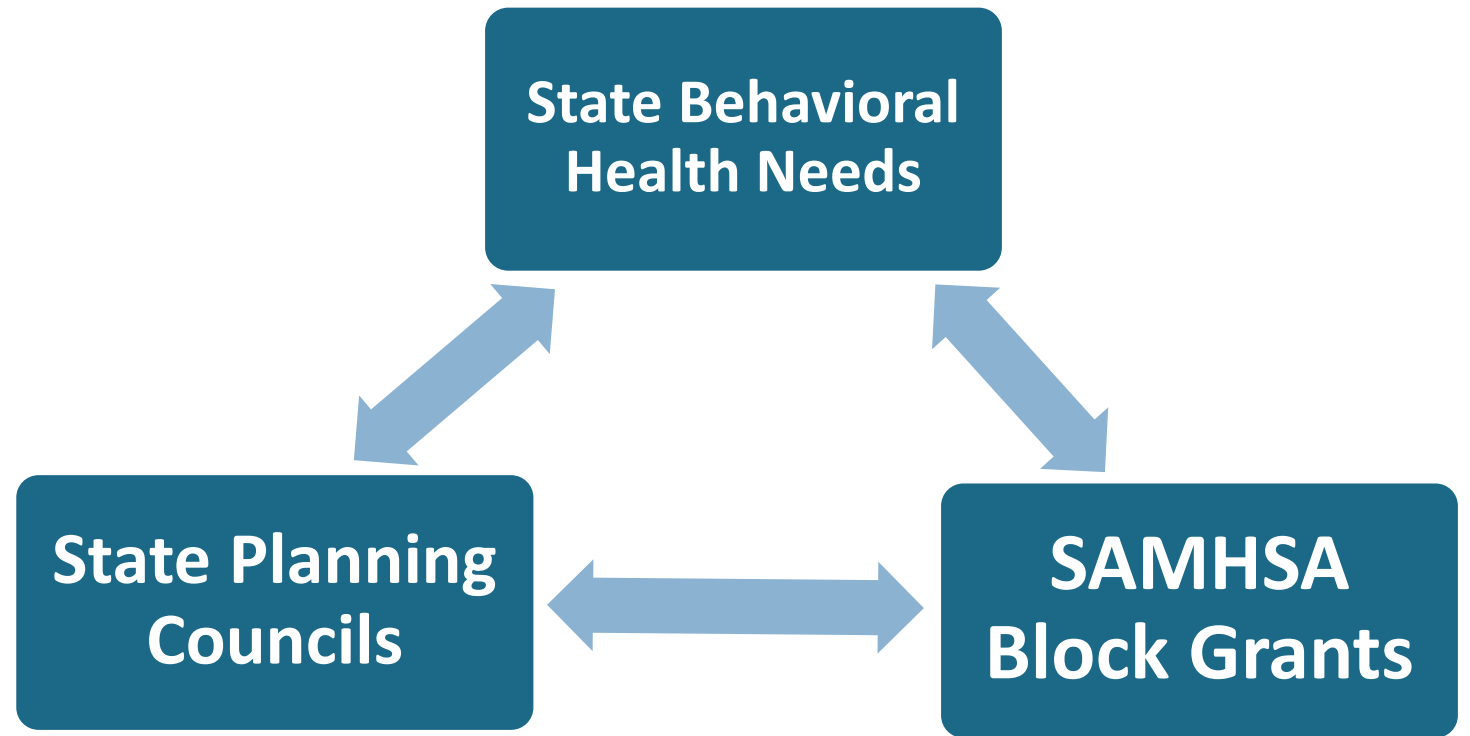 State Behavioral
Health Needs
State Planning
Councils
SAMHSA
Block Grants